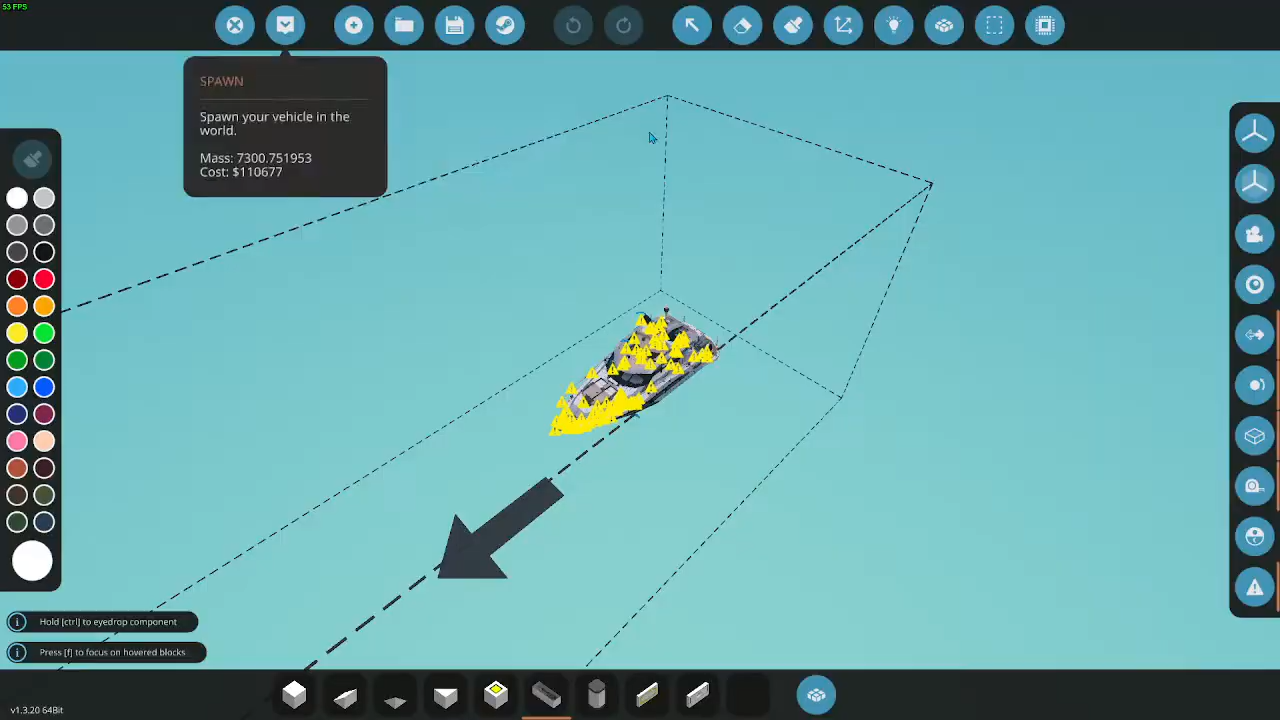 53 FPS
SPAWN
Spawn your vehicle in the
world.
Mass: 7300.751953
Cost: $110677
Hold [ctrl] to eyedrop component
Press [f] to focus on hovered blocks
v1.3.20 64Bit